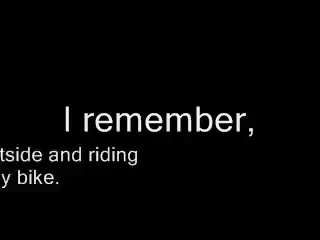 I remember,
tside and riding
y bike.